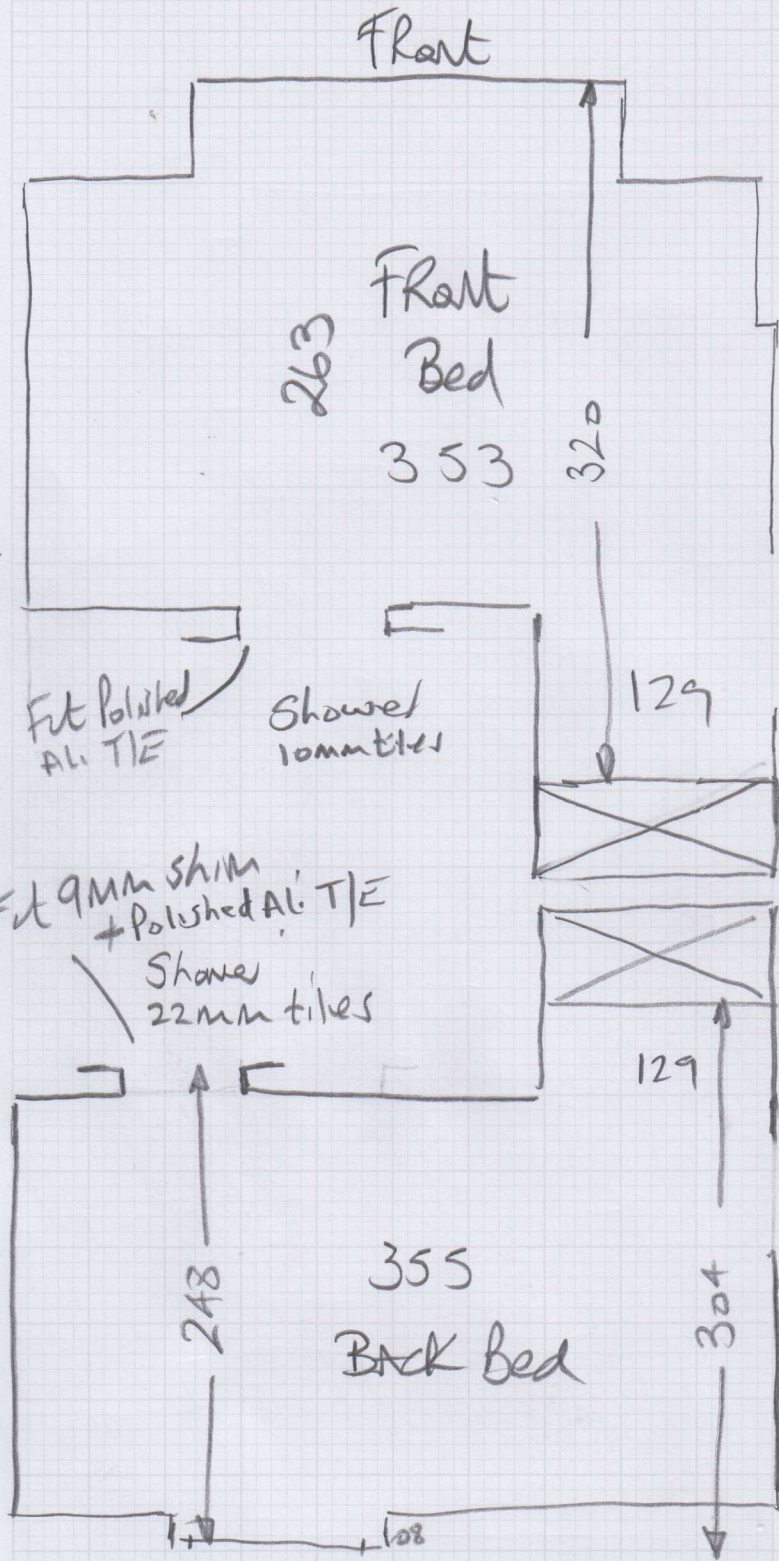 Front
Front
Bed
263
353
320
129
Fit Polished
Al. T/E
Shower
10mm tiles
Fit 9mm shim
+ Polished Al. T/E
Shower
22mm tiles
129
248
355
Back Bed
304